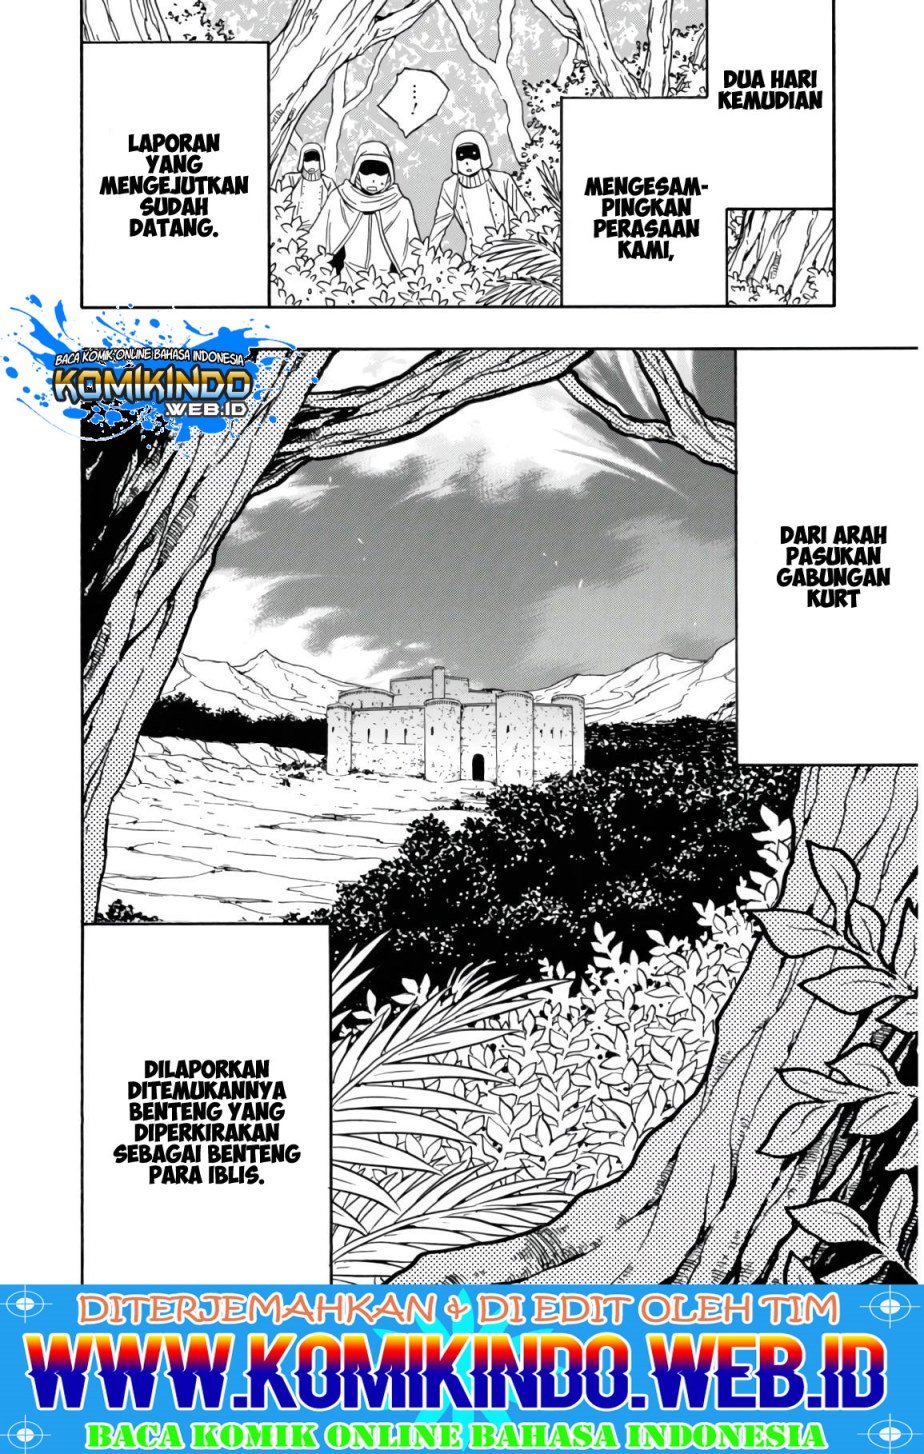 DUA HARI
KEMUDIAN
MENGESAM-
PINGKAN
PERASAAN
KAMI,
......
LAPORAN
YANG
MENGEJUTKAN
SUDAH
DATANG.
BACA KOMIK ONLINE BAHASA INDONESIA
KOMIKINDO
.WEB.ID
DARI ARAH
PASUKAN
GABUNGAN
KURT
DILAPORKAN
DITEMUKANNYA
BENTENG YANG
DIPERKIRAKAN
SEBAGAI BENTENG
PARA IBLIS.
DITERJEMAHKAN & DI EDIT OLEH TIM
WWW.KOMIKINDO.WEB.ID
BACA KOMIK ONLINE BAHASA INDONESIA